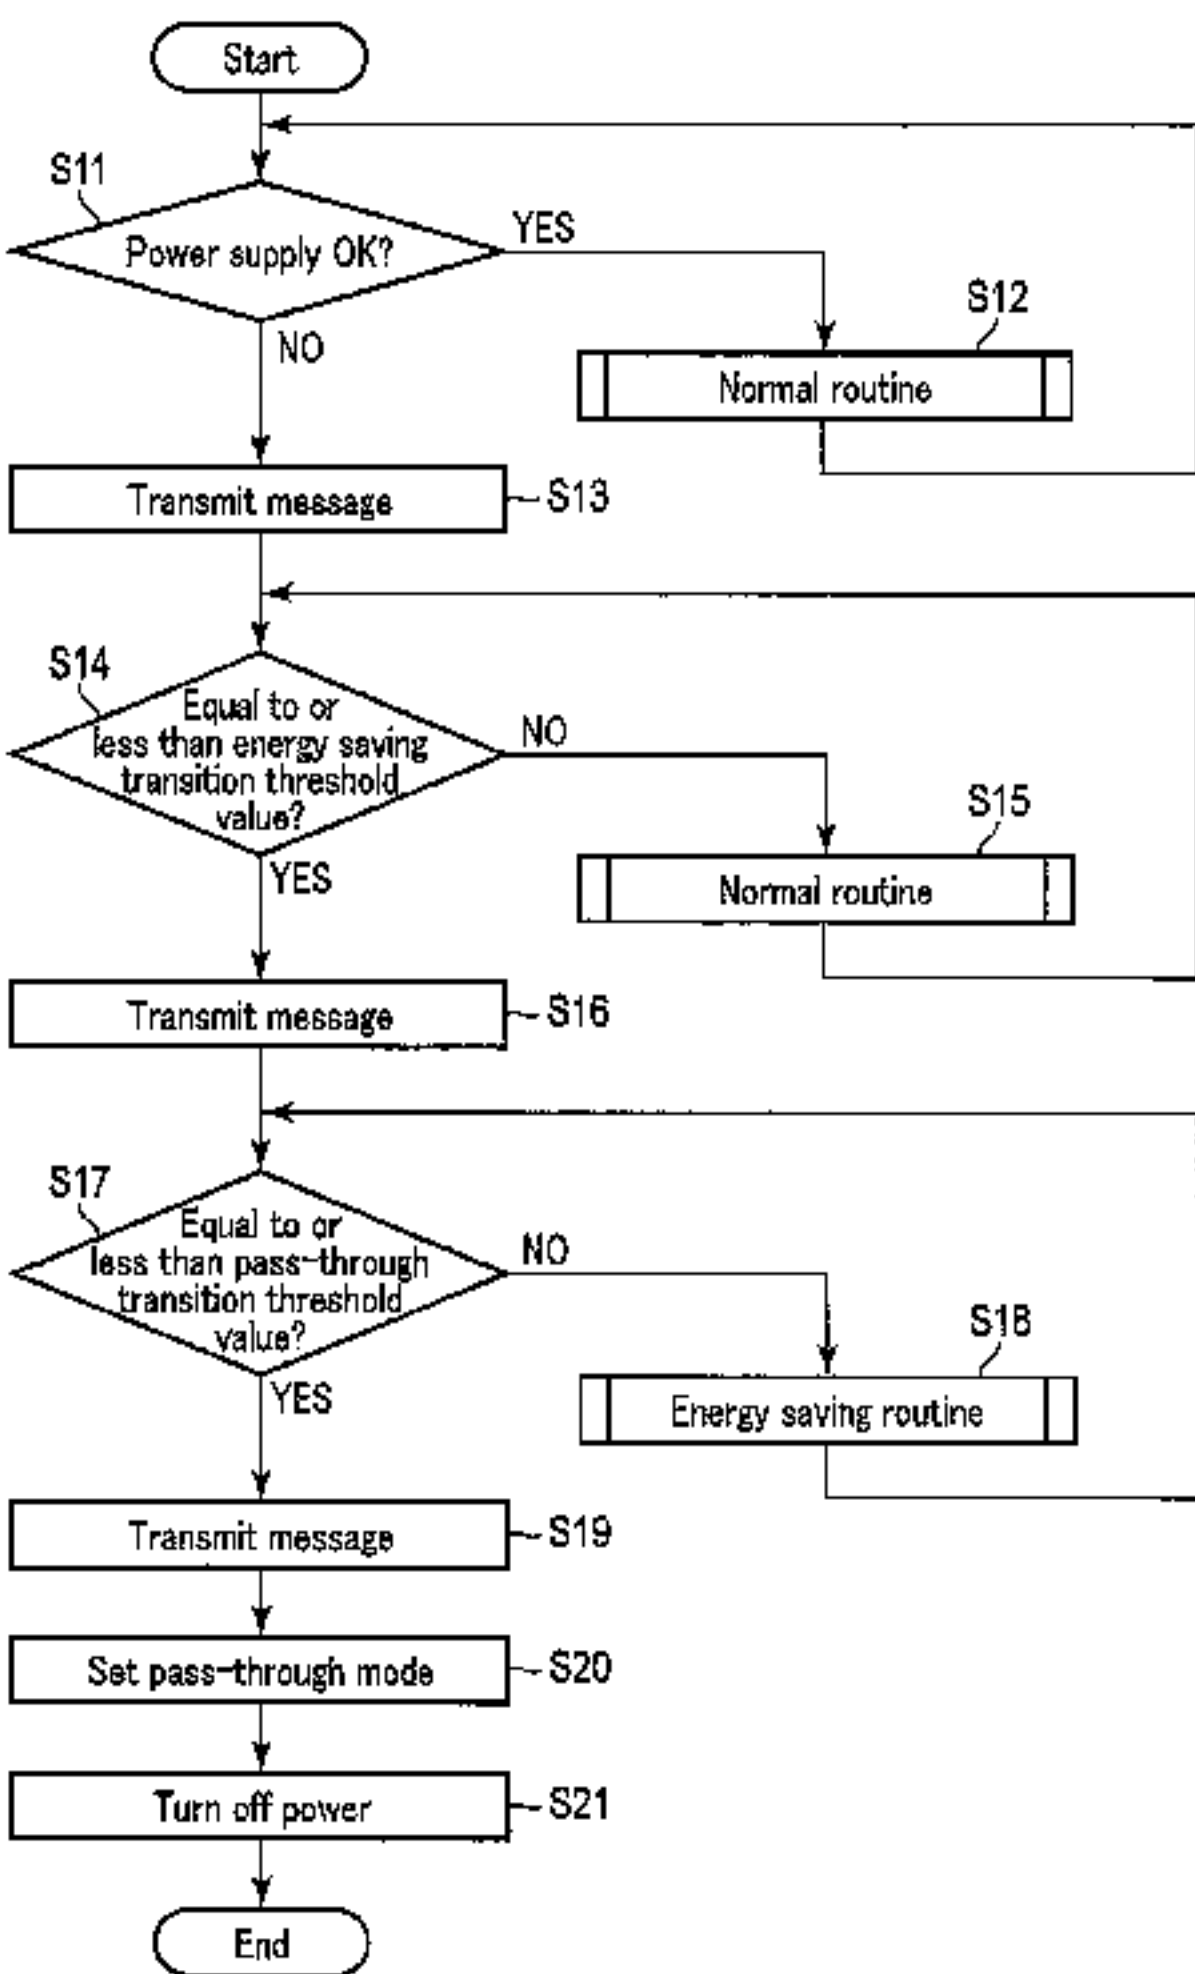 Start
S11
Power supply OK?
YES
S12
NO
Normal routine
Transmit message
S13
S14
Equal to or
less than energy saving
transition threshold
value?
NO
S15
YES
Normal routine
Transmit message
S16
S17
Equal to or
less than pass-through
transition threshold
value?
NO
S18
YES
Energy saving routine
Transmit message
S19
Set pass-through mode
S20
Turn off power
S21
End